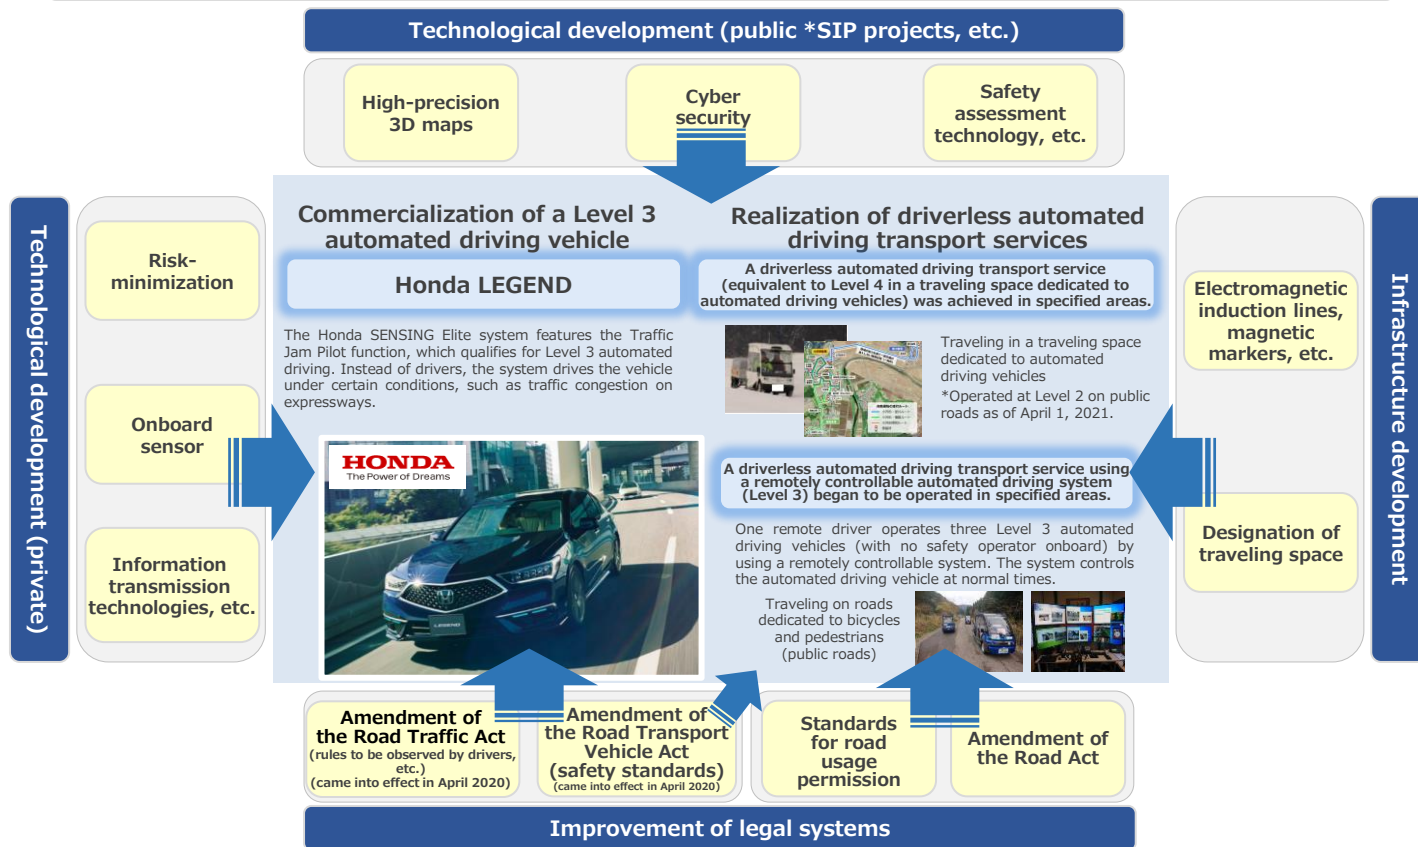 Technological development (public *SIP projects, etc.)
High-precision
3D maps
Cyber
security
Safety
assessment
technology, etc.
Technological development (private)
Risk-
minimization
Onboard
sensor
Information
transmission
technologies, etc.
Commercialization of a Level 3
automated driving vehicle
Honda LEGEND
The Honda SENSING Elite system features the Traffic
Jam Pilot function, which qualifies for Level 3 automated
driving. Instead of drivers, the system drives the vehicle
under certain conditions, such as traffic congestion on
expressways.
HONDA
The Power of Dreams
LEGEND
Realization of driverless automated
driving transport services
A driverless automated driving transport service
(equivalent to Level 4 in a traveling space dedicated to
automated driving vehicles) was achieved in specified areas.
Traveling in a traveling space
dedicated to automated
driving vehicles
*Operated at Level 2 on public
roads as of April 1, 2021.
A driverless automated driving transport service using
a remotely controllable automated driving system
(Level 3) began to be operated in specified areas.
One remote driver operates three Level 3 automated
driving vehicles (with no safety operator onboard) by
using a remotely controllable system. The system controls
the automated driving vehicle at normal times.
Traveling on roads
dedicated to bicycles
and pedestrians
(public roads)
Infrastructure development
Electromagnetic
induction lines,
magnetic
markers, etc.
Designation of
traveling space
Amendment of
the Road Traffic Act
(rules to be observed by drivers,
etc.)
(came into effect in April 2020)
Amendment of
the Road Transport
Vehicle Act
(safety standards)
(came into effect in April 2020)
Standards
for road
usage
permission
Amendment of
the Road Act
Improvement of legal systems